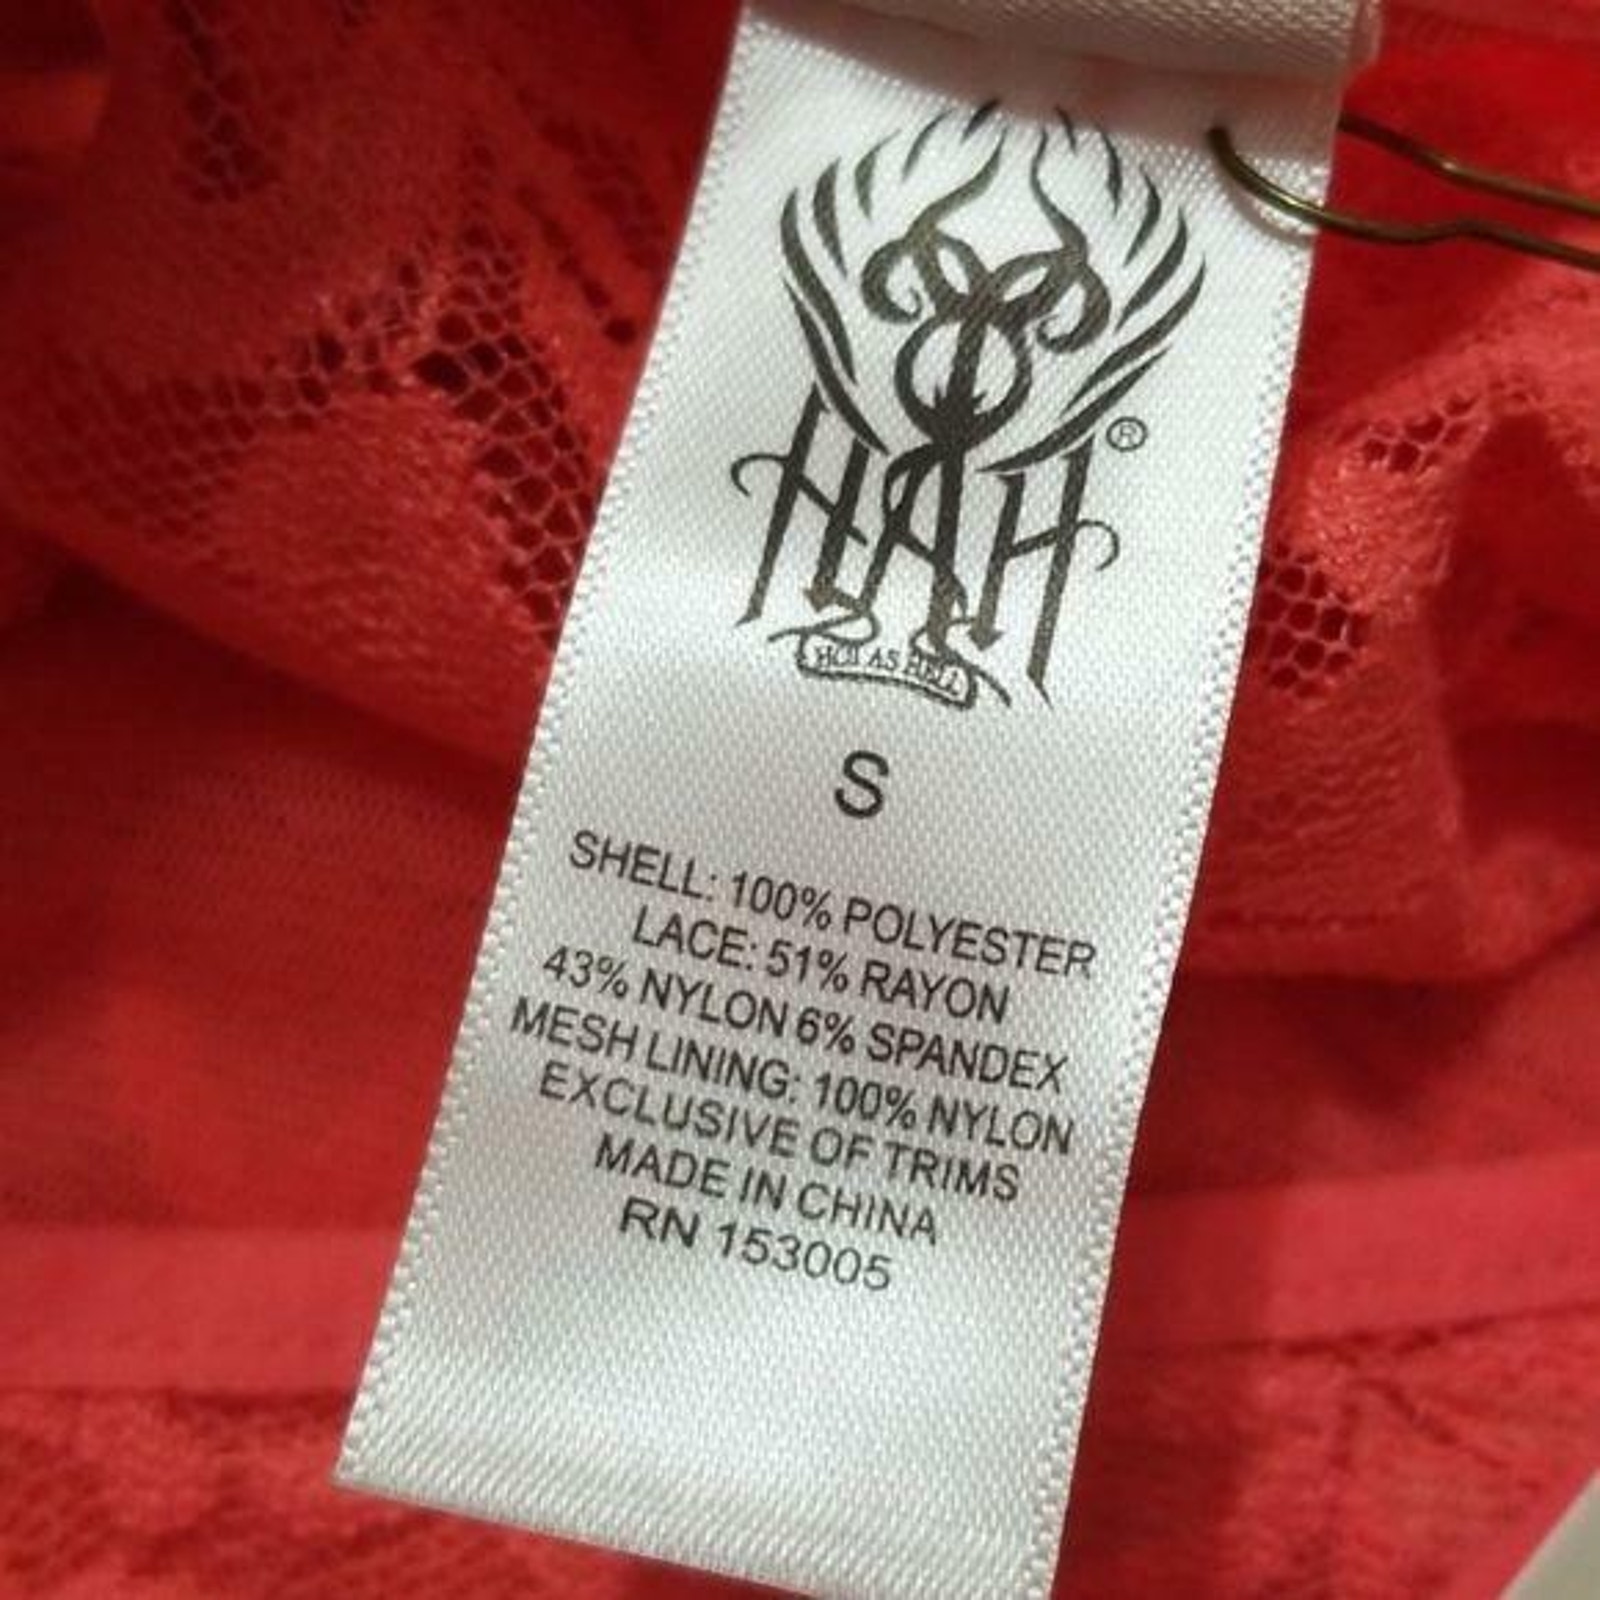 HAH®
HOT AS HELL
S
SHELL: 100% POLYESTER
LACE: 51% RAYON
43% NYLON 6% SPANDEX
MESH LINING: 100% NYLON
EXCLUSIVE OF TRIMS
MADE IN CHINA
RN 153005